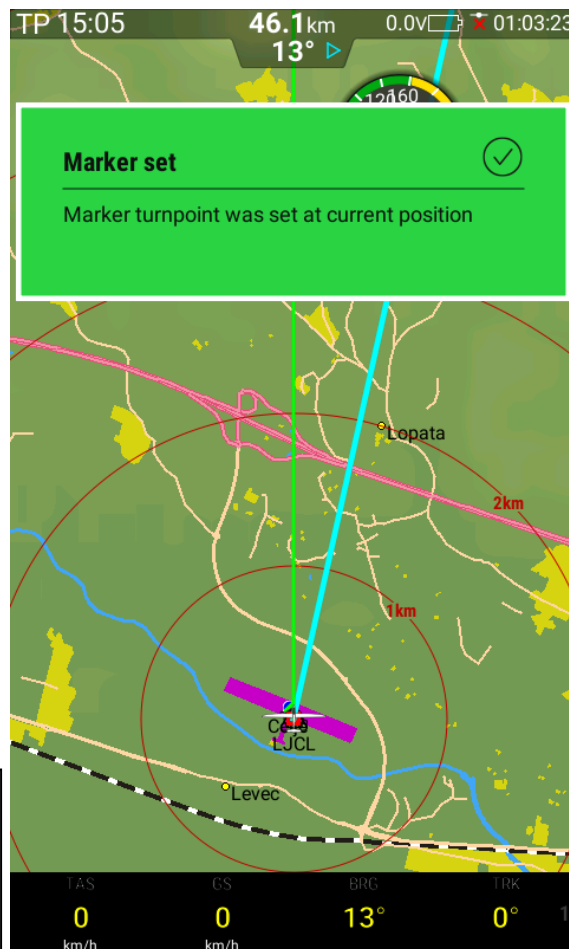 TP 15:05
46.1km
0.0V
01:03:23
13°
120
160
Marker set
Marker turnpoint was set at current position
Lopata
2km
1km
LJCL
Levec
TAS
GS
BRG
TRK
0
0
13°
0°
km/h
km/h